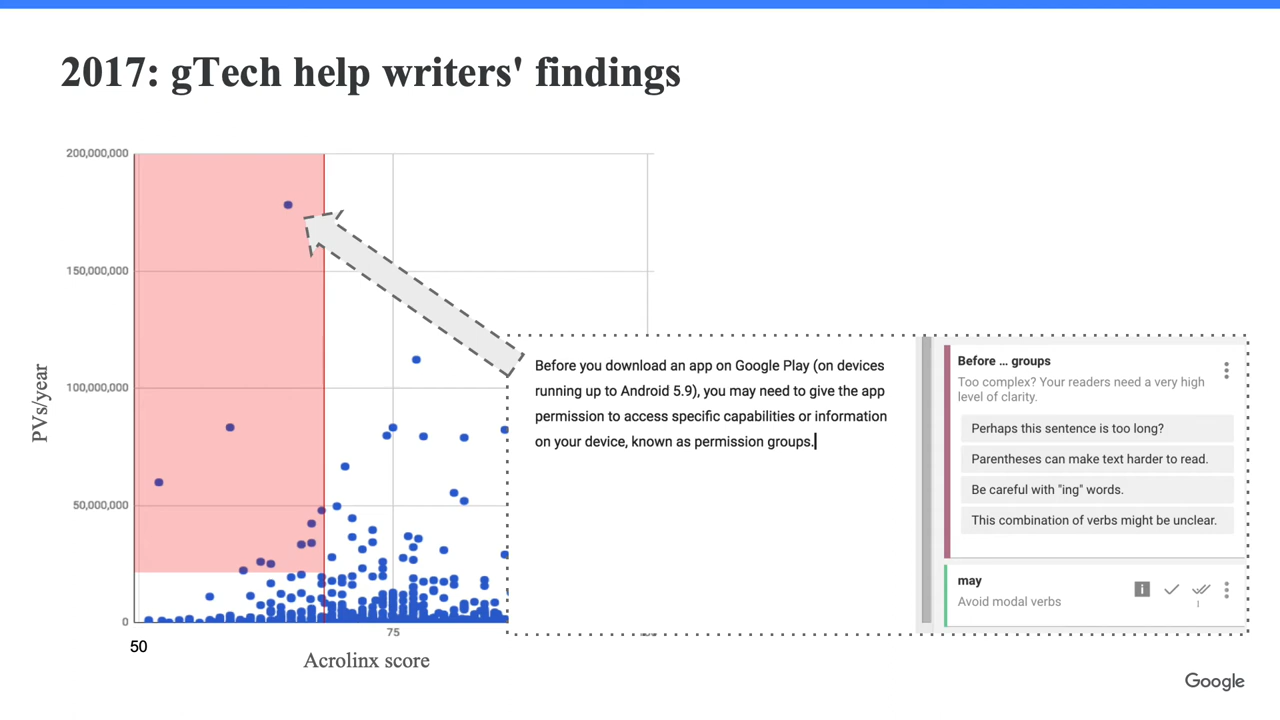 2017: gTech help writers' findings
200,000,000
150,000,000
100,000,000
50,000,000
0
PVs/year
50
75
Acrolinx score
Before you download an app on Google Play (on devices
running up to Android 5.9), you may need to give the app
permission to access specific capabilities or information
on your device, known as permission groups.
Before ... groups
Too complex? Your readers need a very high
level of clarity.
Perhaps this sentence is too long?
Parentheses can make text harder to read.
Be careful with "ing" words.
This combination of verbs might be unclear.
may
Avoid modal verbs
i
1
Google